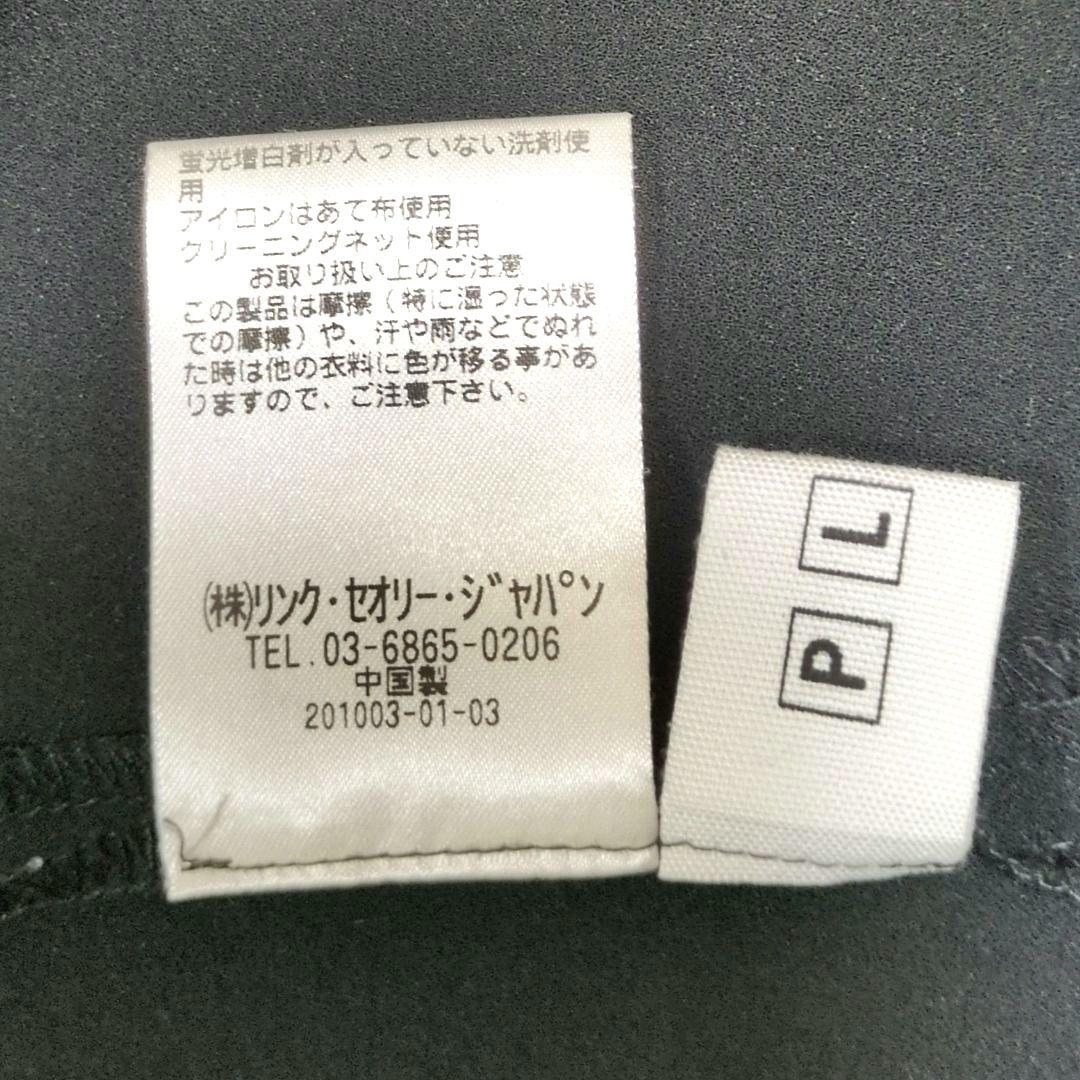 蛍光増白剤が入っていない洗剤使
用
アイロンはあて布使用
クリーニングネット使用
お取り扱い上のご注意
この製品は摩擦（特に湿った状態
での摩擦）や、汗や雨などでぬれ
た時は他の衣料に色が移る事があ
りますので、ご注意下さい。
(株)リンク・セオリー・ジャパン
TEL.03-6865-0206
中国製
201003-01-03
P L